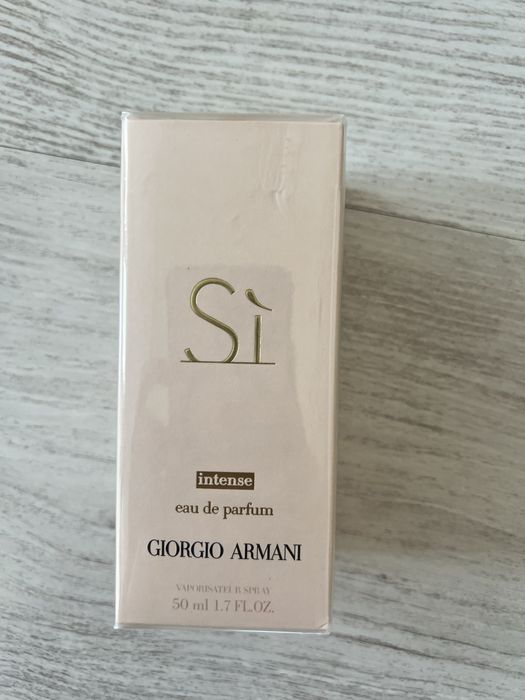 Sì
intense
eau de parfum
GIORGIO ARMANI
VAPORISATEUR SPRAY
50 ml 1.7 FL.OZ.